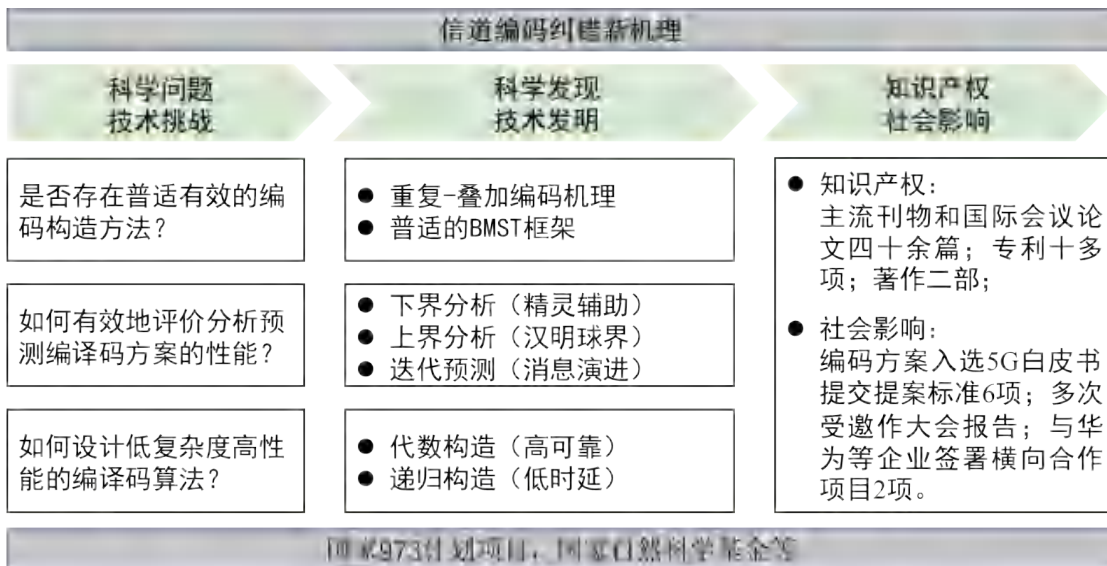 信道编码纠错新机理
科学问题
技术挑战
科学发现
技术发明
知识产权
社会影响
是否存在普适有效的编
码构造方法？
● 重复-叠加编码机理
● 普适的BMST框架
如何有效地评价分析预
测编译码方案的性能？
● 下界分析（精灵辅助）
● 上界分析（汉明球界）
● 迭代预测（消息演进）
如何设计低复杂度高性
能的编译码算法？
● 代数构造（高可靠）
● 递归构造（低时延）
● 知识产权：
主流刊物和国际会议论
文四十余篇；专利十多
项；著作二部；
● 社会影响：
编码方案入选5G白皮书
提交提案标准6项；多次
受邀作大会报告；与华
为等企业签署横向合作
项目2项。
国家973计划项目、国家自然科学基金等